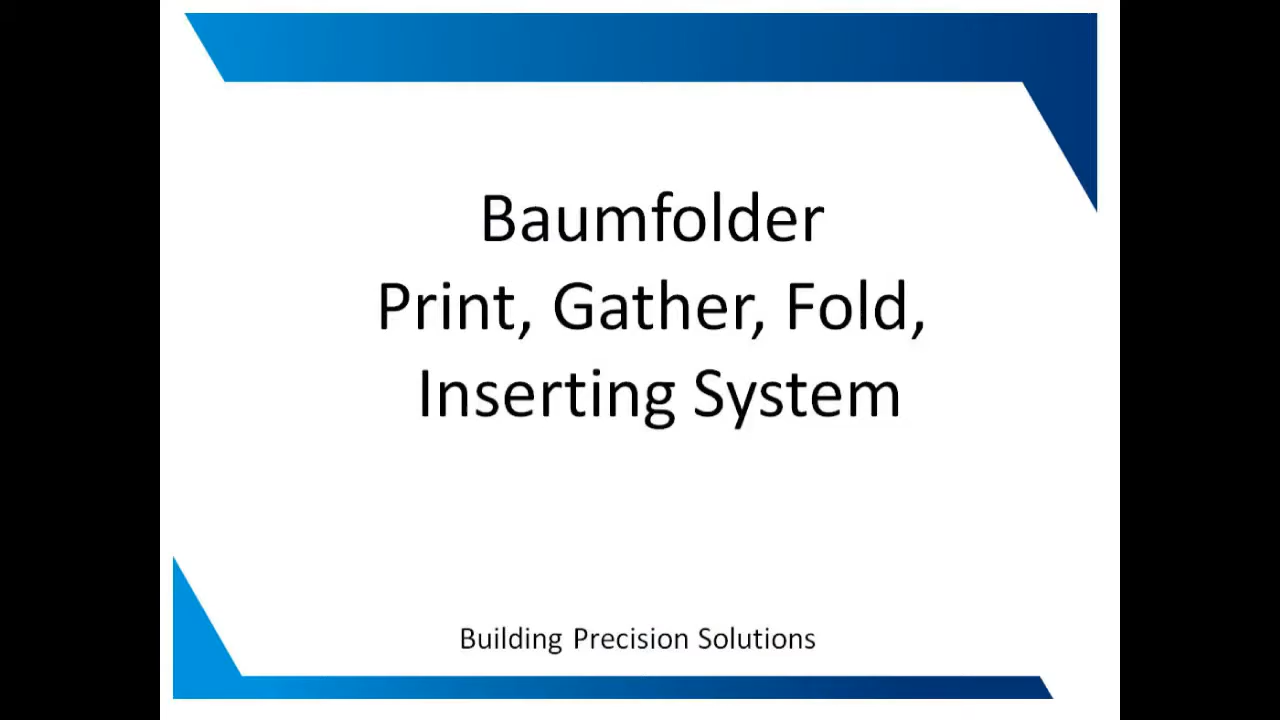 Baumfolder
Print, Gather, Fold,
Inserting System
Building Precision Solutions